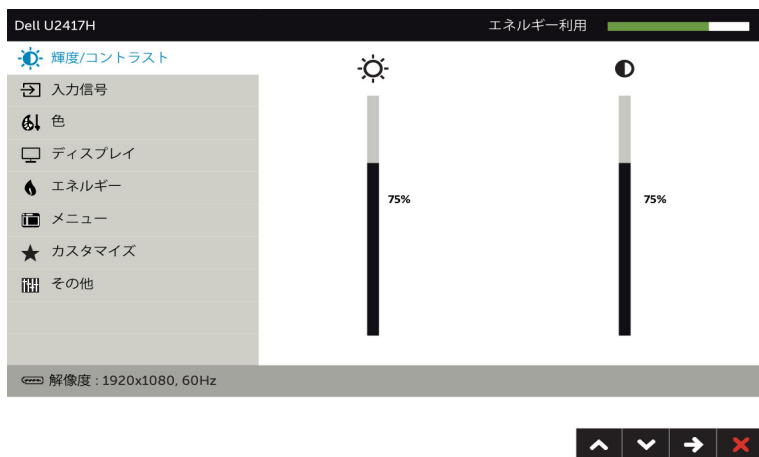 Dell U2417H
エネルギー利用
輝度/コントラスト
入力信号
色
ディスプレイ
エネルギー
メニュー
カスタマイズ
その他
75%
75%
解像度 : 1920x1080, 60Hz